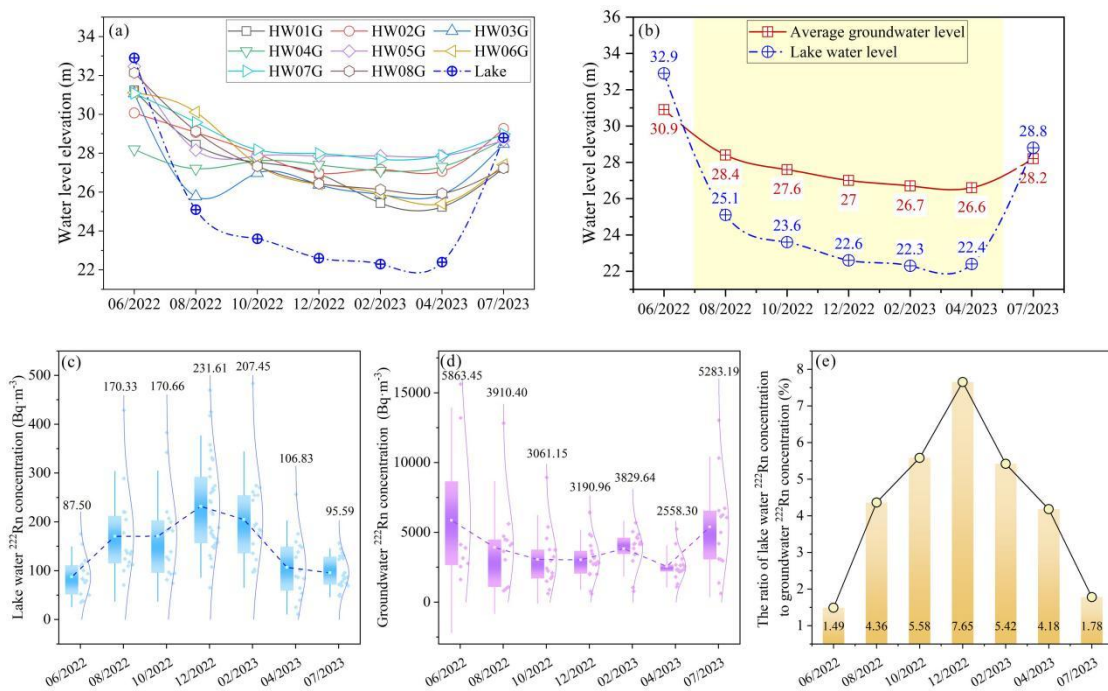 (a)
HW01G HW02G HW03G
HW04G HW05G HW06G
HW07G HW08G Lake
Water level elevation (m)
34
32
30
28
26
24
22
06/2022 08/2022 10/2022 12/2022 02/2023 04/2023 07/2023
(b)
Average groundwater level
Lake water level
Water level elevation (m)
36
34
32
30
28
26
24
22
32.9
30.9
28.4
27.6
27
26.7
26.6
28.8
28.2
25.1
23.6
22.6
22.3
22.4
06/2022 08/2022 10/2022 12/2022 02/2023 04/2023 07/2023
(c)
Lake water ²²²Rn concentration (Bq·m⁻³)
500
400
300
200
100
0
87.50
170.33
170.66
231.61
207.45
106.83
95.59
06/2022 08/2022 10/2022 12/2022 02/2023 04/2023 07/2023
(d)
Groundwater ²²²Rn concentration (Bq·m⁻³)
15000
10000
5000
0
5863.45
3910.40
3061.15
3190.96
3829.64
2558.30
5283.19
06/2022 08/2022 10/2022 12/2022 02/2023 04/2023 07/2023
(e)
The ratio of lake water ²²²Rn concentration
to groundwater ²²²Rn concentration (%)
8
7
6
5
4
3
2
1
1.49 4.36 5.58 7.65 5.42 4.18 1.78
06/2022 08/2022 10/2022 12/2022 02/2023 04/2023 07/2023